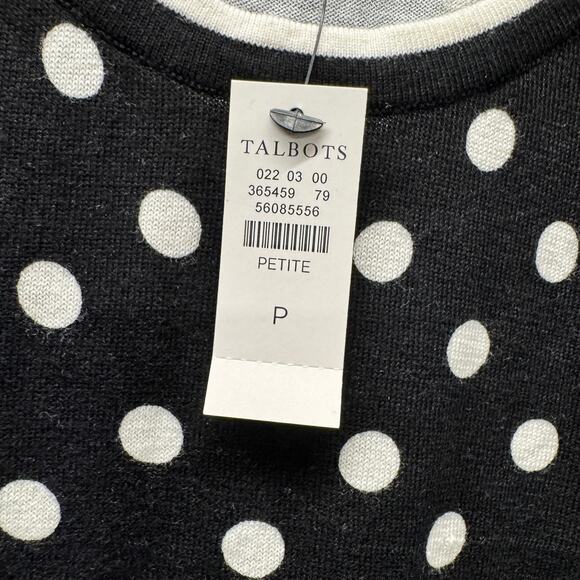 TALBOTS
022 03 00
365459 79
56085556
PETITE
P